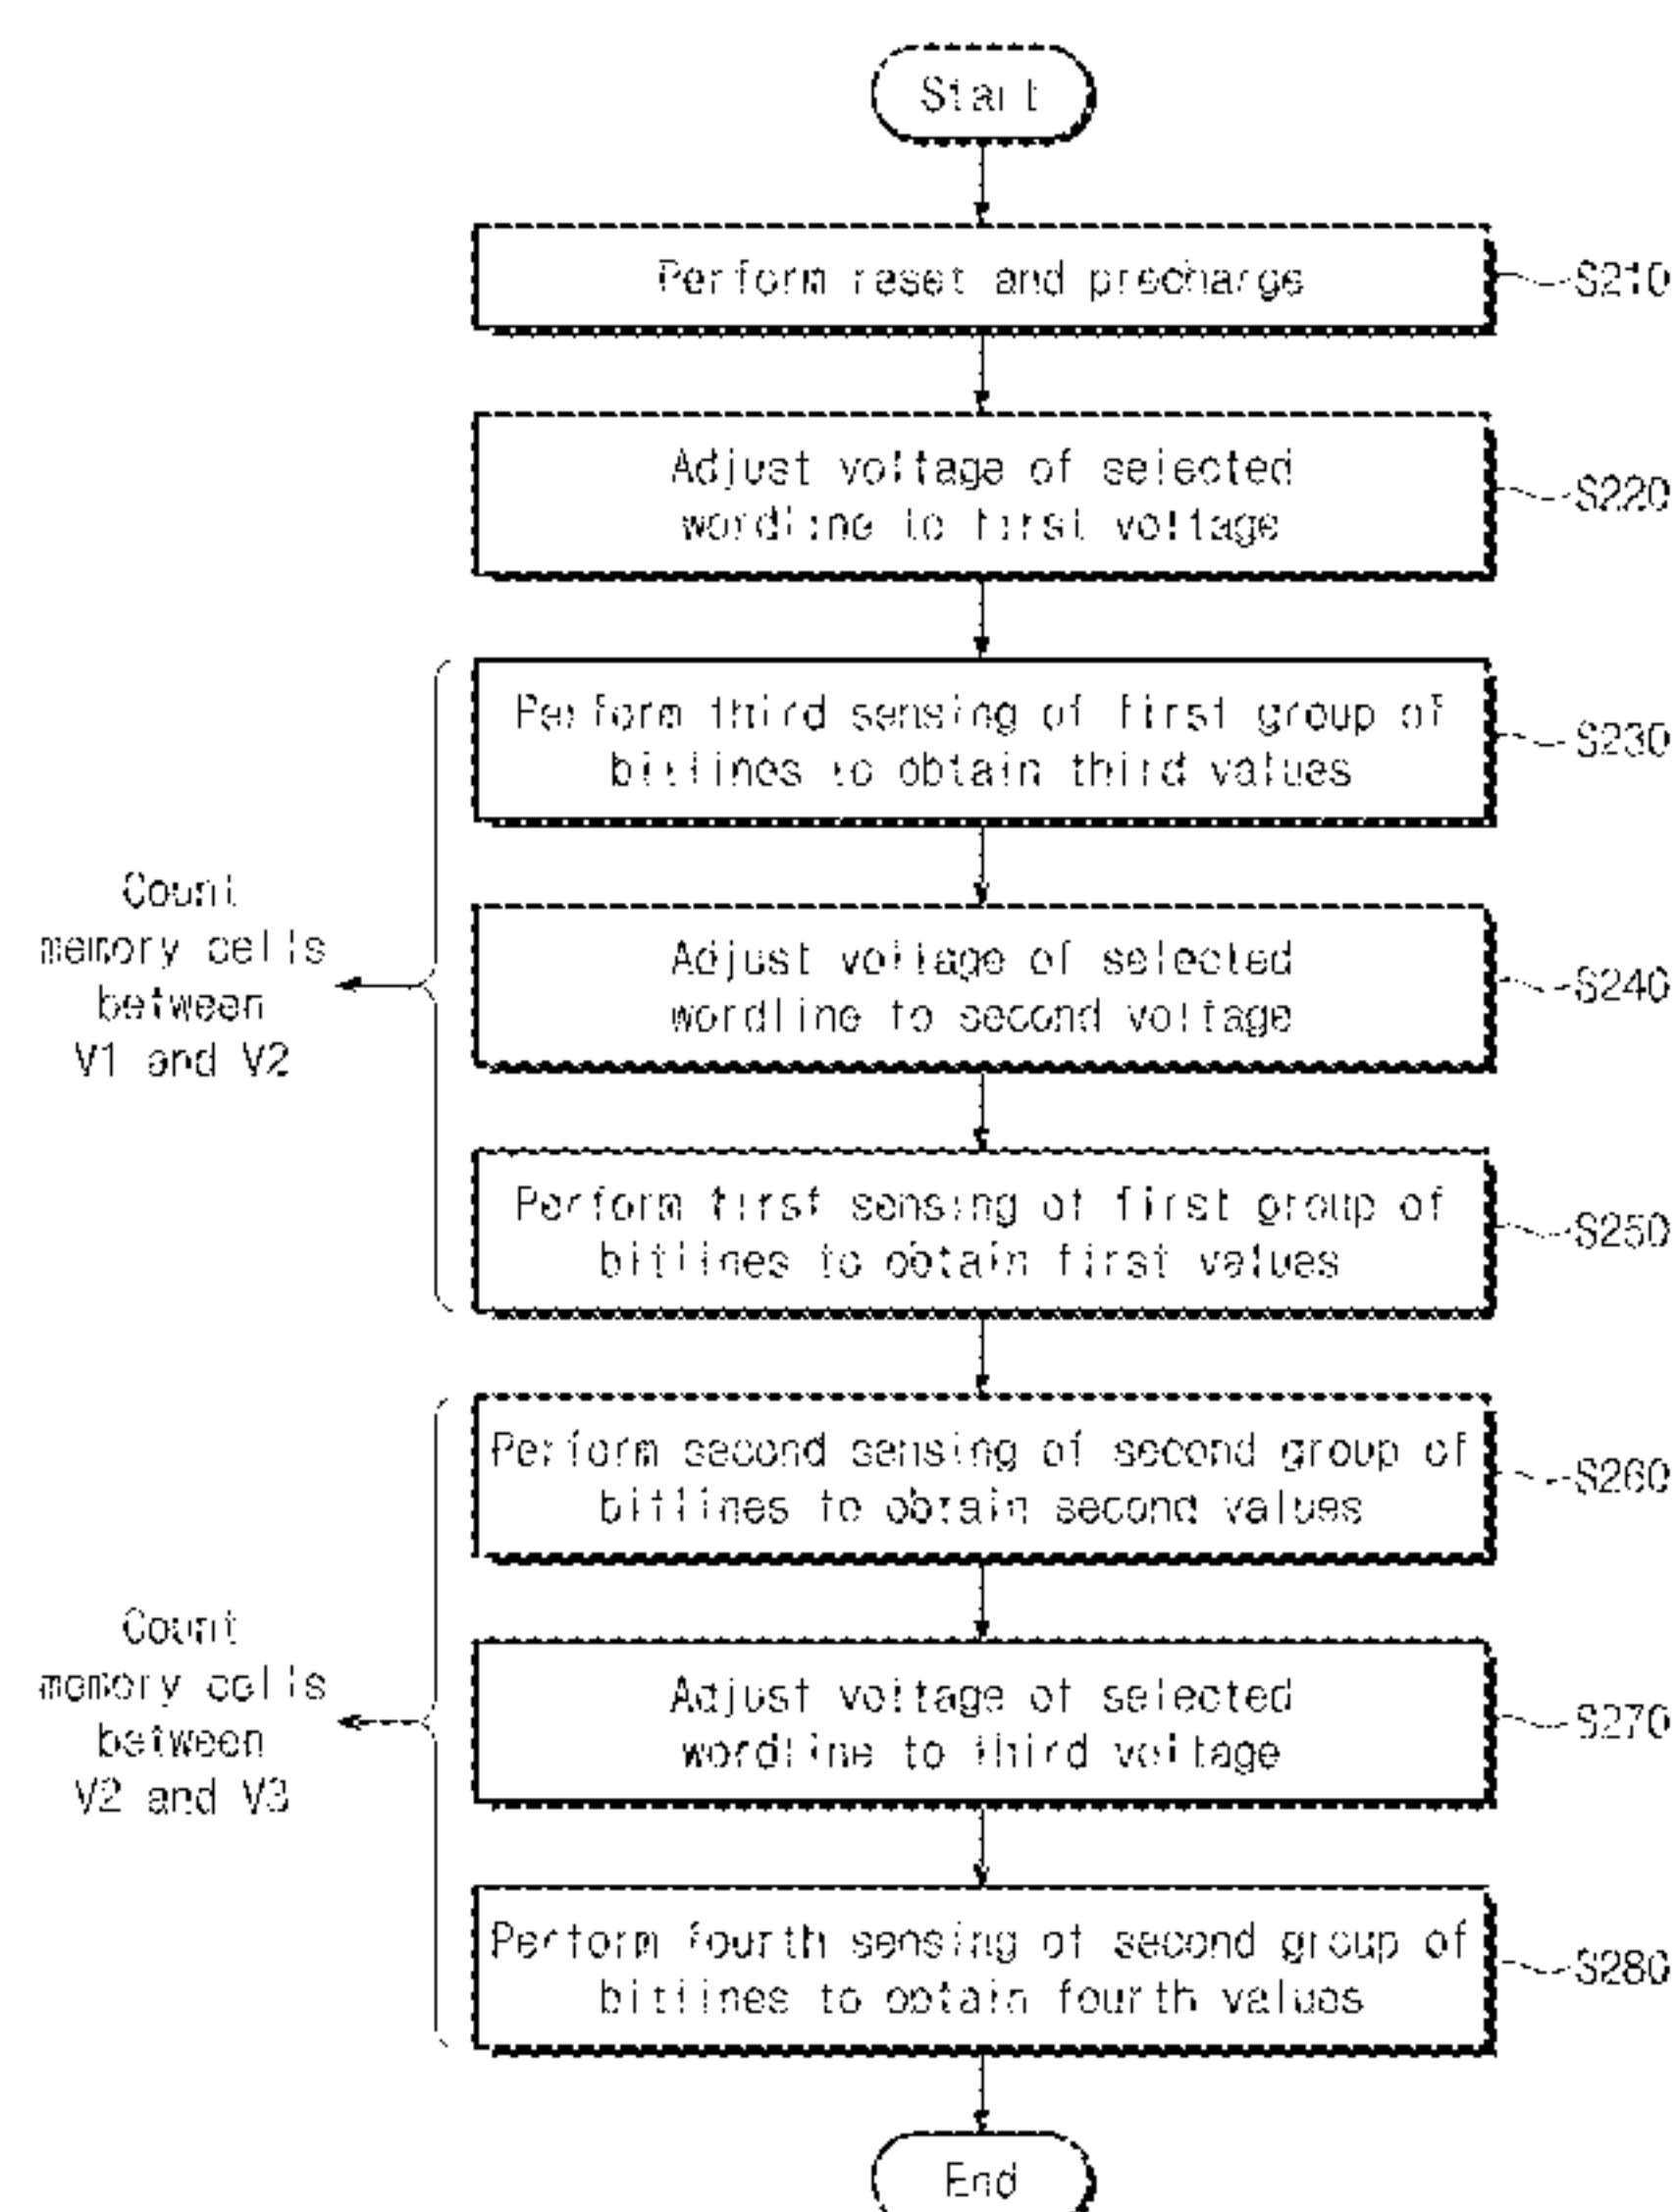 Start
Perform reset and precharge
S210
Adjust voltage of selected
wordline to first voltage
S220
Perform third sensing of first group of
bitlines to obtain third values
S230
Count
memory cells
between
V1 and V2
Adjust voltage of selected
wordline to second voltage
S240
Perform first sensing of first group of
bitlines to obtain first values
S250
Perform second sensing of second group of
bitlines to obtain second values
S260
Count
memory cells
between
V2 and V3
Adjust voltage of selected
wordline to third voltage
S270
Perform fourth sensing of second group of
bitlines to obtain fourth values
S280
End